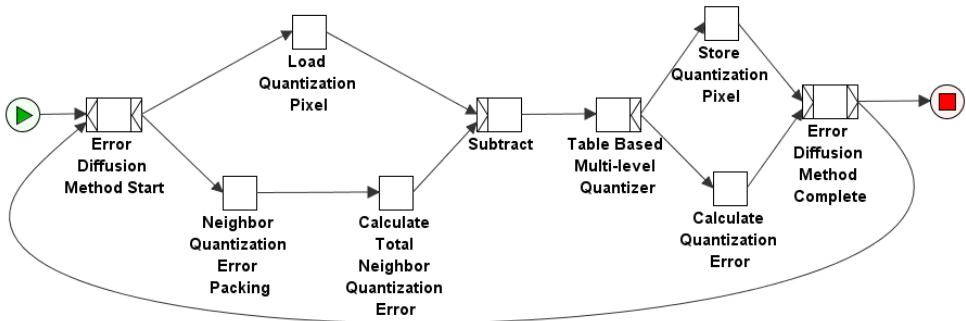 Load
Quantization
Pixel
Store
Quantization
Pixel
Error
Diffusion
Method Start
Subtract
Table Based
Multi-level
Quantizer
Error
Diffusion
Method
Complete
Neighbor
Quantization
Error
Packing
Calculate
Total
Neighbor
Quantization
Error
Calculate
Quantization
Error